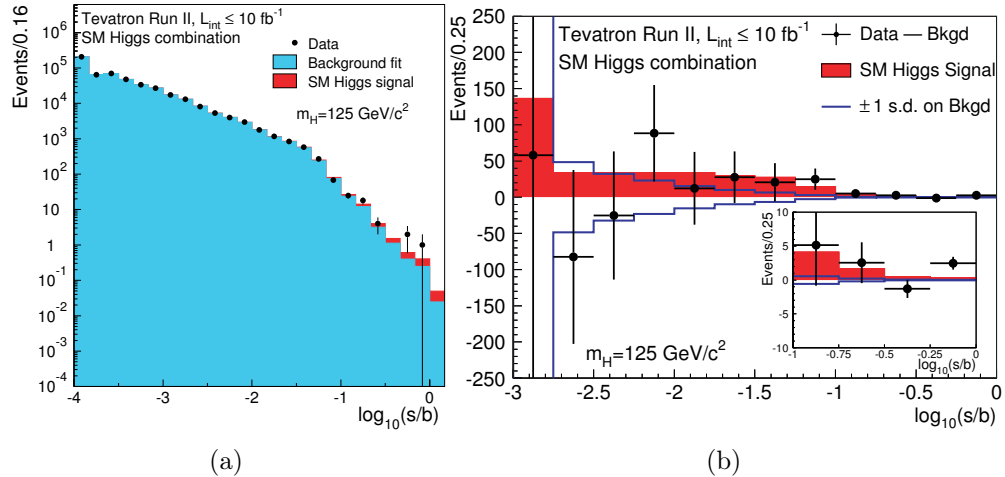 Events/0.16
10^6
10^5
10^4
10^3
10^2
10
1
10^-1
10^-2
10^-3
10^-4
Tevatron Run II, L_int ≤ 10 fb^-1
SM Higgs combination
Data
Background fit
SM Higgs signal
m_H=125 GeV/c^2
-4 -3 -2 -1 0
log_10(s/b)
(a)
Events/0.25
250
200
150
100
50
0
-50
-100
-150
-200
-250
Tevatron Run II, L_int ≤ 10 fb^-1
SM Higgs combination
Data — Bkgd
SM Higgs Signal
±1 s.d. on Bkgd
m_H=125 GeV/c^2
Events/0.25
10
5
0
-5
-10
-1 -0.75 -0.5 -0.25 0
log_10(s/b)
-3 -2.5 -2 -1.5 -1 -0.5 0
log_10(s/b)
(b)